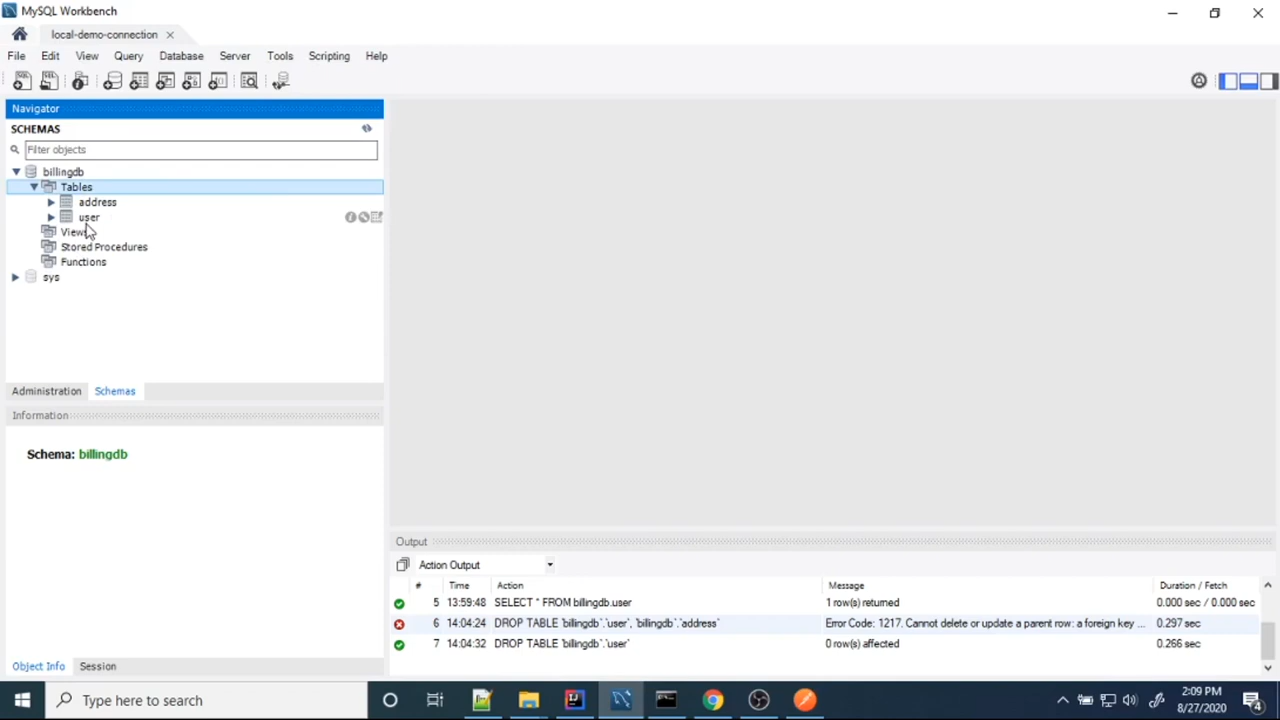 MySQL Workbench
local-demo-connection
File Edit View Query Database Server Tools Scripting Help
Navigator
SCHEMAS
Filter objects
billingdb
Tables
address
user
Views
Stored Procedures
Functions
sys
Administration Schemas
Information
Schema: billingdb
Object Info Session
Output
Action Output
# Time Action Message Duration / Fetch
5 13:59:48 SELECT * FROM billingdb.user 1 row(s) returned 0.000 sec / 0.000 sec
6 14:04:24 DROP TABLE `billingdb`.`user`, `billingdb`.`address` Error Code: 1217. Cannot delete or update a parent row: a foreign key ... 0.297 sec
7 14:04:32 DROP TABLE `billingdb`.`user` 0 row(s) affected 0.266 sec
Type here to search
2:09 PM
8/27/2020
4